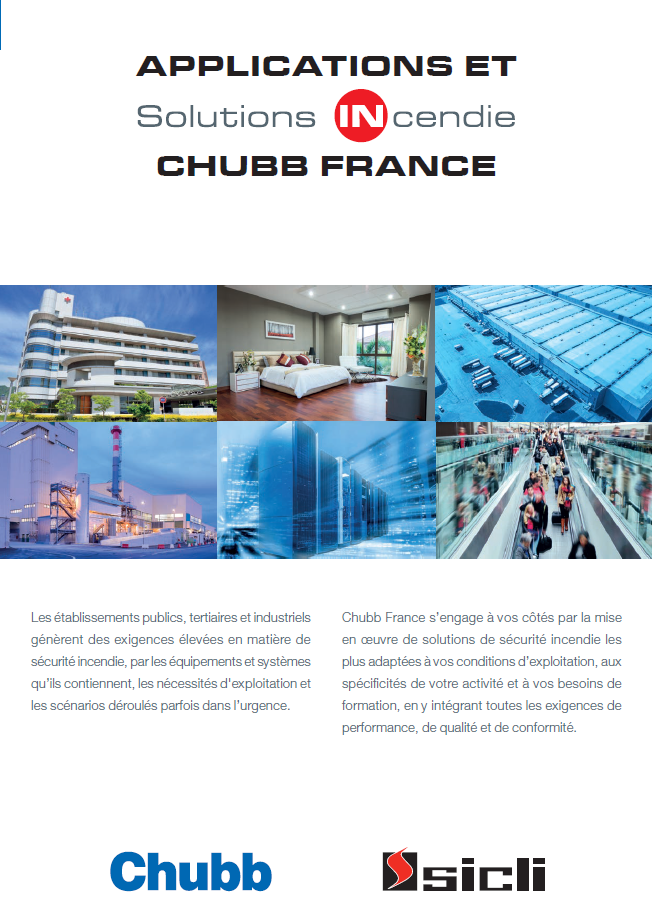 APPLICATIONS ET
Solutions INcendie
CHUBB FRANCE
Les établissements publics, tertiaires et industriels
génèrent des exigences élevées en matière de
sécurité incendie, par les équipements et systèmes
qu'ils contiennent, les nécessités d'exploitation et
les scénarios déroulés parfois dans l'urgence.
Chubb France s'engage à vos côtés par la mise
en œuvre de solutions de sécurité incendie les
plus adaptées à vos conditions d'exploitation, aux
spécificités de votre activité et à vos besoins de
formation, en y intégrant toutes les exigences de
performance, de qualité et de conformité.
Chubb
sicli